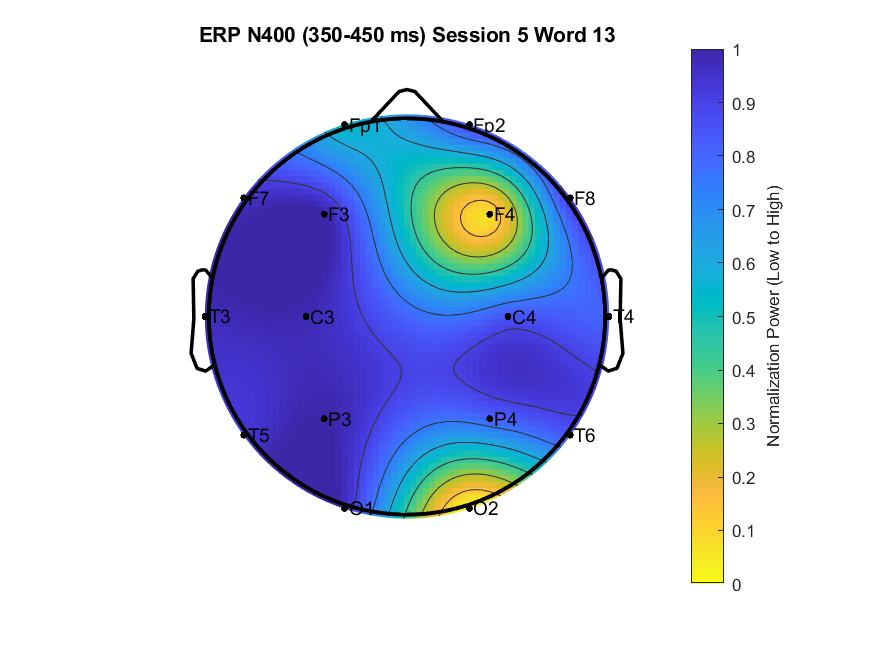 ERP N400 (350-450 ms) Session 5 Word 13
Fp1
Fp2
F7
F3
F4
F8
T3
C3
C4
T4
T5
P3
P4
T6
O1
O2
1
0.9
0.8
0.7
0.6
0.5
0.4
0.3
0.2
0.1
0
Normalization Power (Low to High)